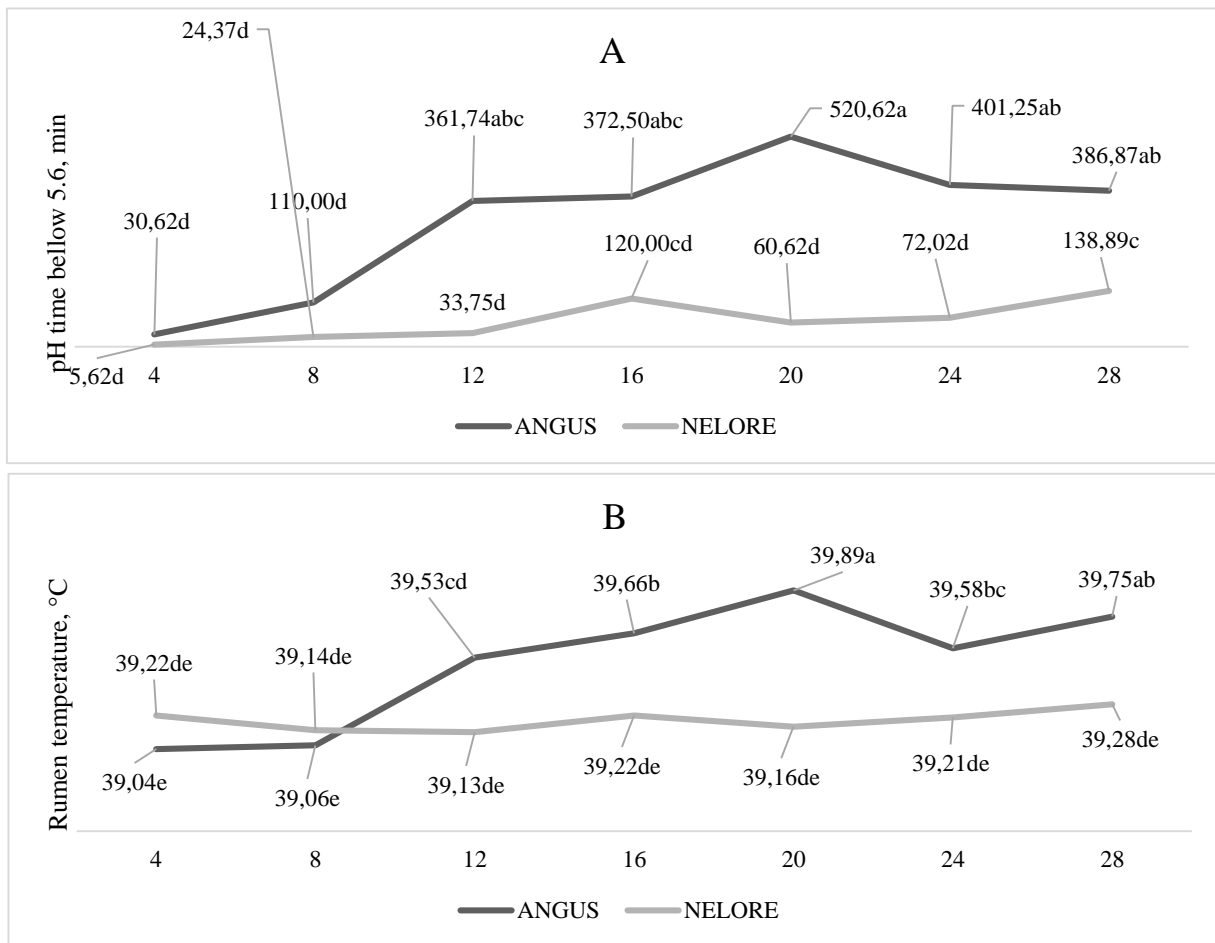 A
pH time bellow 5.6, min
24,37d
30,62d
110,00d
361,74abc
372,50abc
520,62a
401,25ab
386,87ab
5,62d
33,75d
120,00cd
60,62d
72,02d
138,89c
4 8 12 16 20 24 28
ANGUS NELORE
B
Rumen temperature, °C
39,22de
39,14de
39,53cd
39,66b
39,89a
39,58bc
39,75ab
39,04e
39,06e
39,13de
39,22de
39,16de
39,21de
39,28de
4 8 12 16 20 24 28
ANGUS NELORE